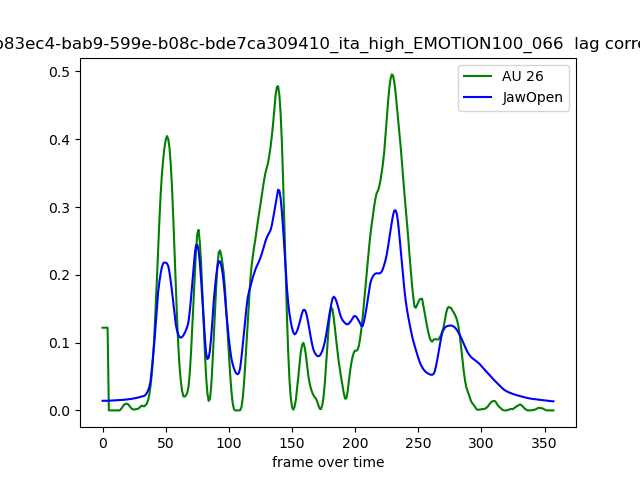 b83ec4-bab9-599e-b08c-bde7ca309410_ita_high_EMOTION100_066 lag corre
AU 26
JawOpen
0.5
0.4
0.3
0.2
0.1
0.0
0 50 100 150 200 250 300 350
frame over time